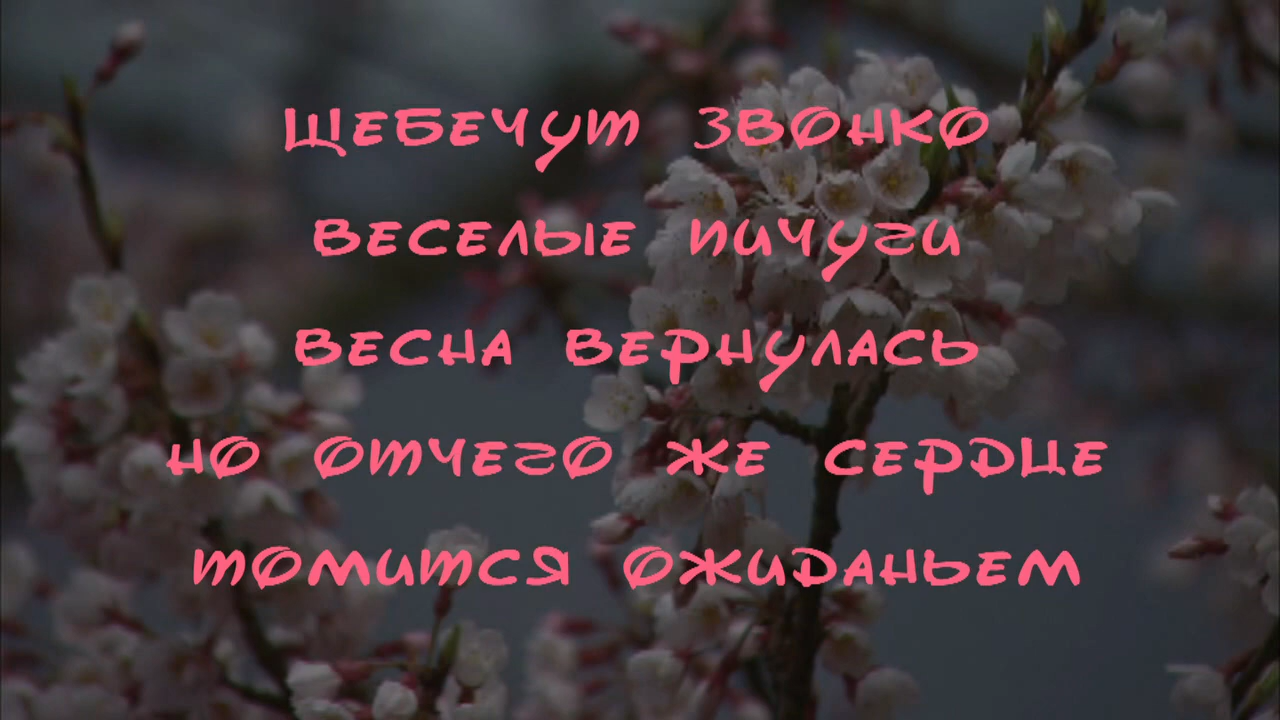 ЩЕБЕЧУТ ЗВОНКО
ВЕСЕЛЫЕ ПИЧУГИ
ВЕСНА ВЕРНУЛАСЬ
НО ОТЧЕГО ЖЕ СЕРДЦЕ
ТОМИТСЯ ОЖИДАНЬЕМ